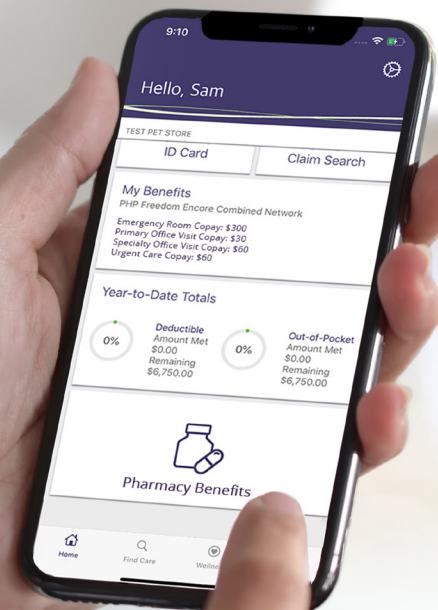 9:10
Hello, Sam
TEST PET STORE
ID Card
Claim Search
My Benefits
PHP Freedom Encore Combined Network
Emergency Room Copay: $300
Primary Office Visit Copay: $30
Specialty Office Visit Copay: $60
Urgent Care Copay: $60
Year-to-Date Totals
0%
Deductible
Amount Met
$0.00
Remaining
$6,750.00
0%
Out-of-Pocket
Amount Met
$0.00
Remaining
$6,750.00
Pharmacy Benefits
Home
Find Care